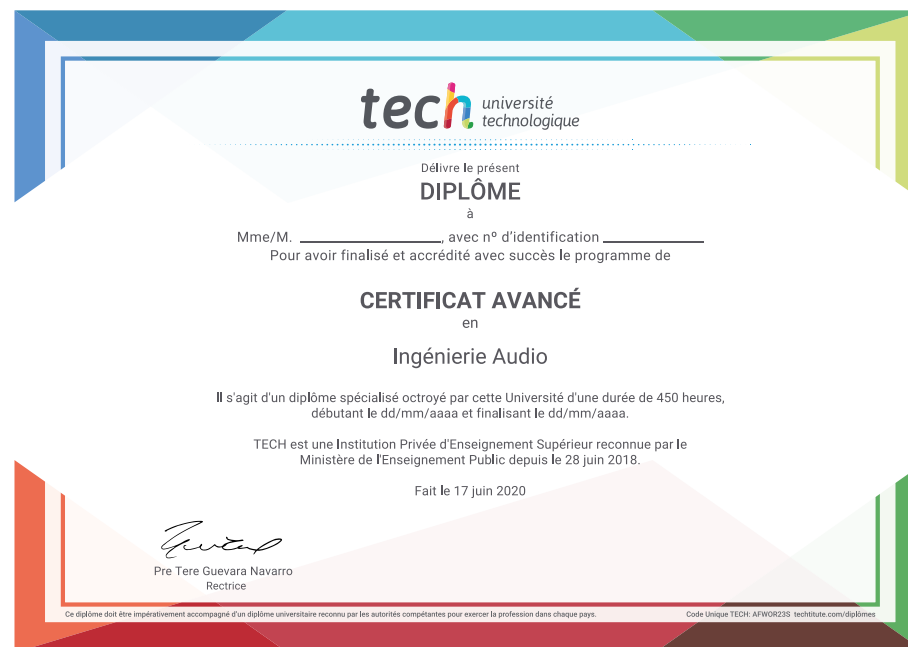 tech université
technologique
Délivre le présent
DIPLÔME
à
Mme/M. ____________________, avec nº d'identification ______________
Pour avoir finalisé et accrédité avec succès le programme de
CERTIFICAT AVANCÉ
en
Ingénierie Audio
Il s'agit d'un diplôme spécialisé octroyé par cette Université d'une durée de 450 heures,
débutant le dd/mm/aaaa et finalisant le dd/mm/aaaa.
TECH est une Institution Privée d'Enseignement Supérieur reconnue par le
Ministère de l'Enseignement Public depuis le 28 juin 2018.
Fait le 17 juin 2020
Pre Tere Guevara Navarro
Rectrice
Ce diplôme doit être impérativement accompagné d'un diplôme universitaire reconnu par les autorités compétentes pour exercer la profession dans chaque pays.
Code Unique TECH: AFWOR23S techtitute.com/diplômes